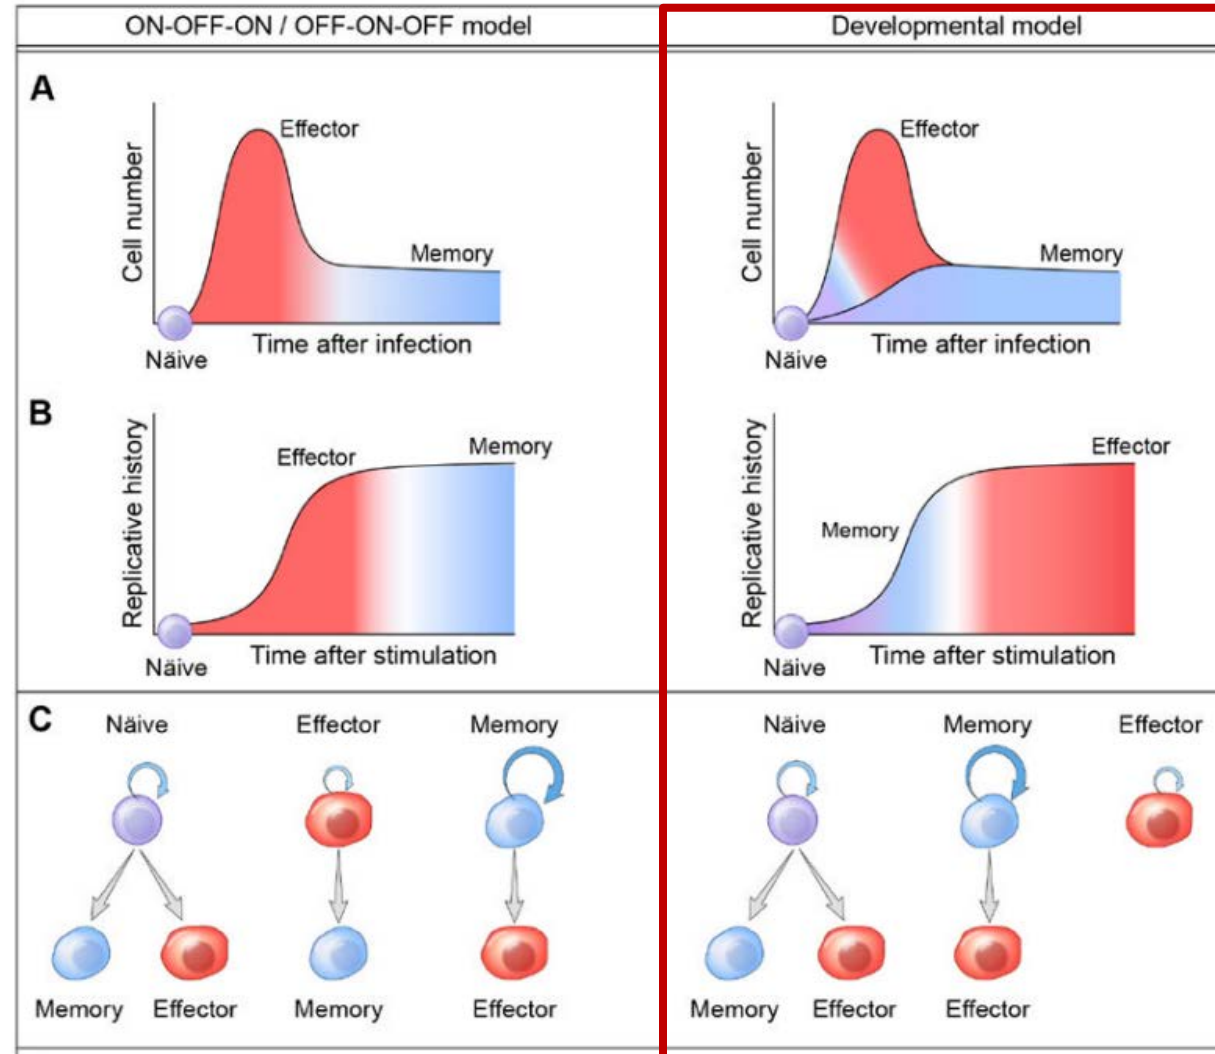 ON-OFF-ON / OFF-ON-OFF model
Developmental model
A
Cell number
Effector
Memory
Näive
Time after infection
Cell number
Effector
Memory
Näive
Time after infection
B
Replicative history
Effector
Memory
Näive
Time after stimulation
Replicative history
Memory
Effector
Näive
Time after stimulation
C
Näive
Effector
Memory
Memory
Effector
Memory
Effector
Näive
Memory
Effector
Memory
Effector
Effector